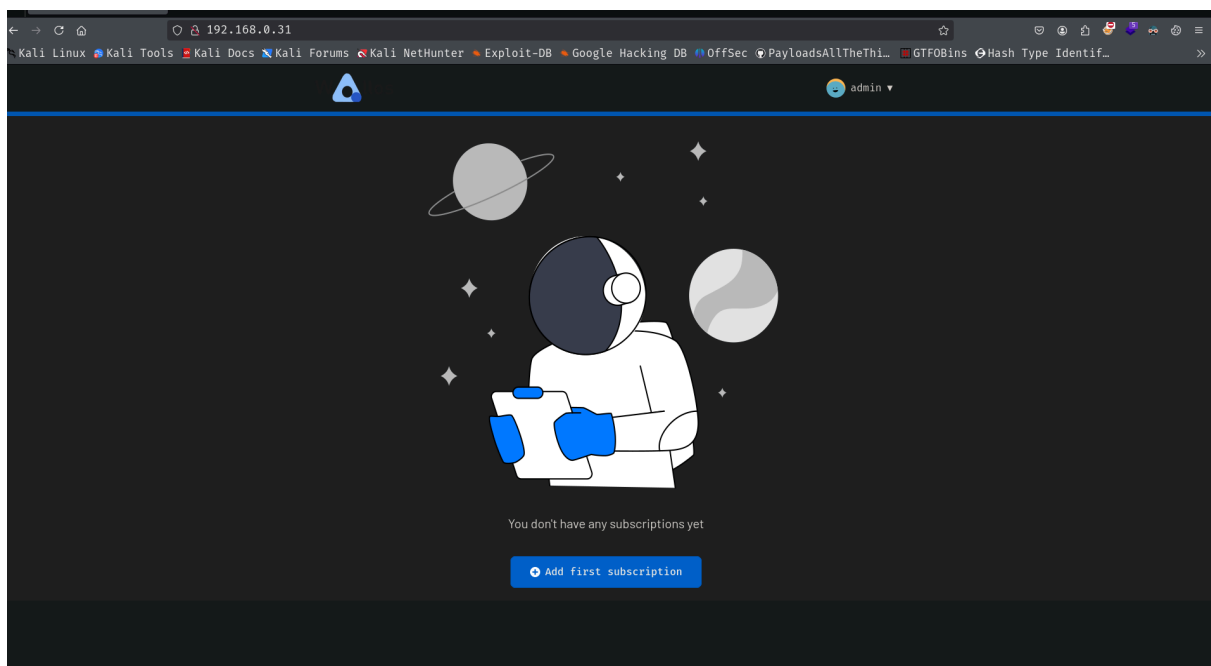 192.168.0.31
5
Kali Linux Kali Tools Kali Docs Kali Forums Kali NetHunter Exploit-DB Google Hacking DB OffSec PayloadsAllTheThi… GTFOBins Hash Type Identif… »
admin ▾
You don't have any subscriptions yet
Add first subscription